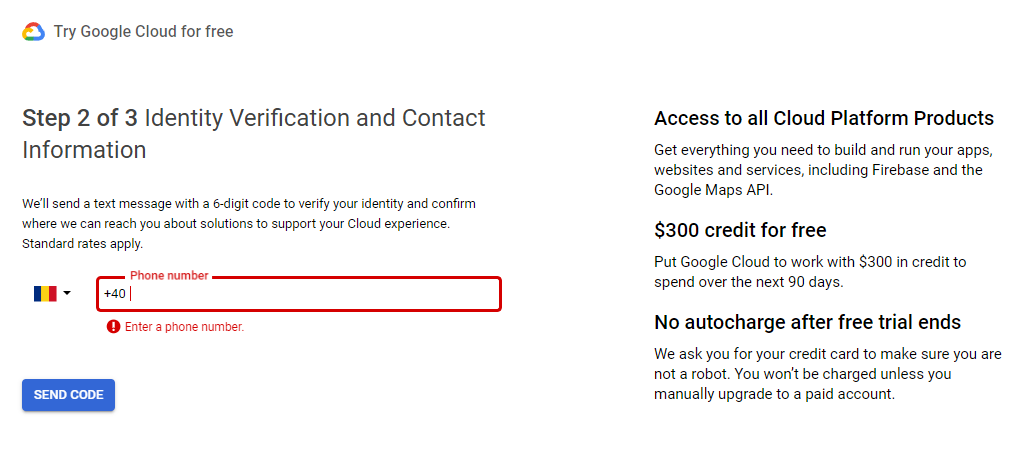 Try Google Cloud for free
Step 2 of 3 Identity Verification and Contact
Information
We’ll send a text message with a 6-digit code to verify your identity and confirm
where we can reach you about solutions to support your Cloud experience.
Standard rates apply.
Phone number
+40
Enter a phone number.
SEND CODE
Access to all Cloud Platform Products
Get everything you need to build and run your apps,
websites and services, including Firebase and the
Google Maps API.
$300 credit for free
Put Google Cloud to work with $300 in credit to
spend over the next 90 days.
No autocharge after free trial ends
We ask you for your credit card to make sure you are
not a robot. You won’t be charged unless you
manually upgrade to a paid account.